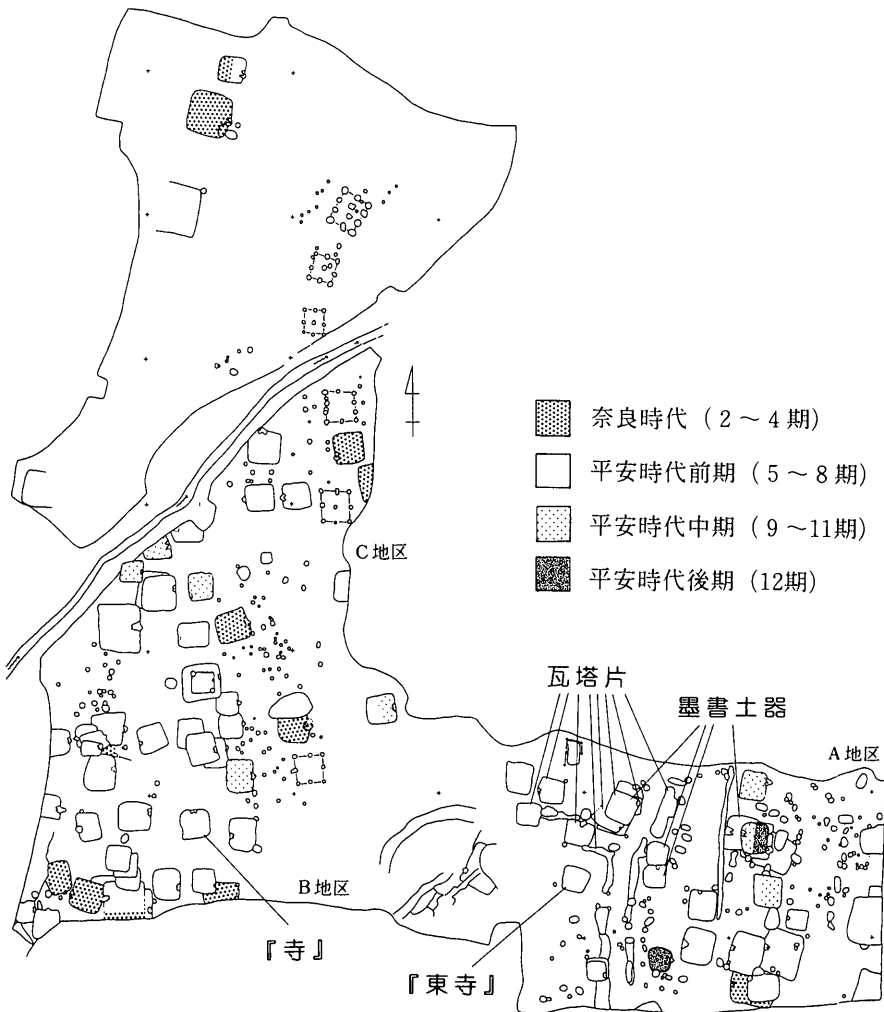 奈良時代 (2～4期)
平安時代前期 (5～8期)
平安時代中期 (9～11期)
平安時代後期 (12期)
C地区
瓦塔片
墨書土器
A地区
B地区
『寺』
『東寺』